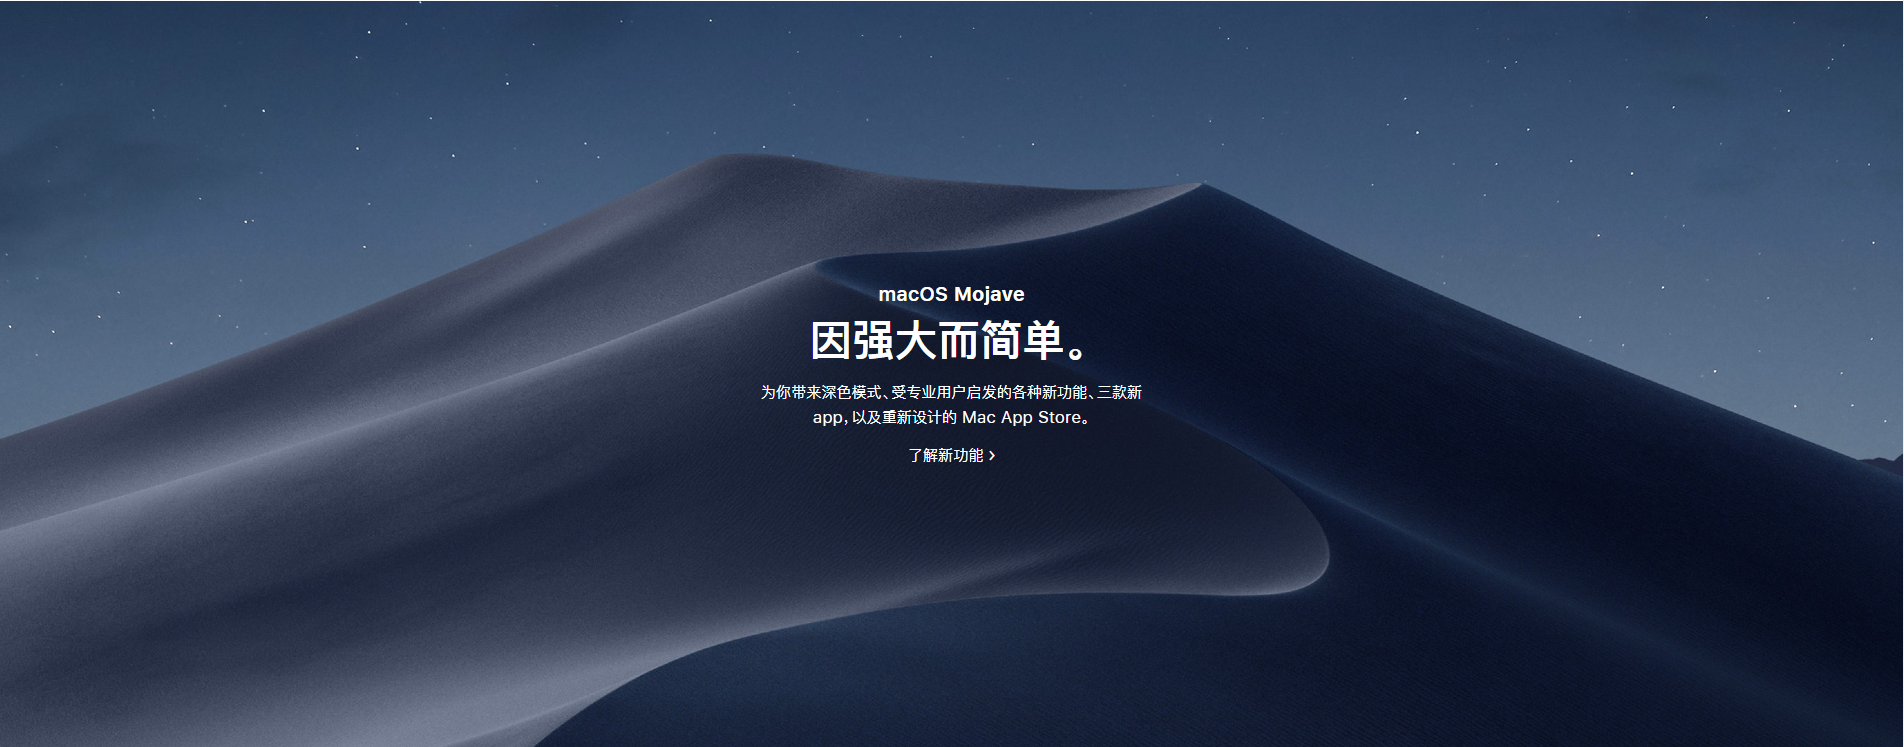 macOS Mojave
因强大而简单。
为你带来深色模式、受专业用户启发的各种新功能、三款新
app，以及重新设计的 Mac App Store。
了解新功能 ›